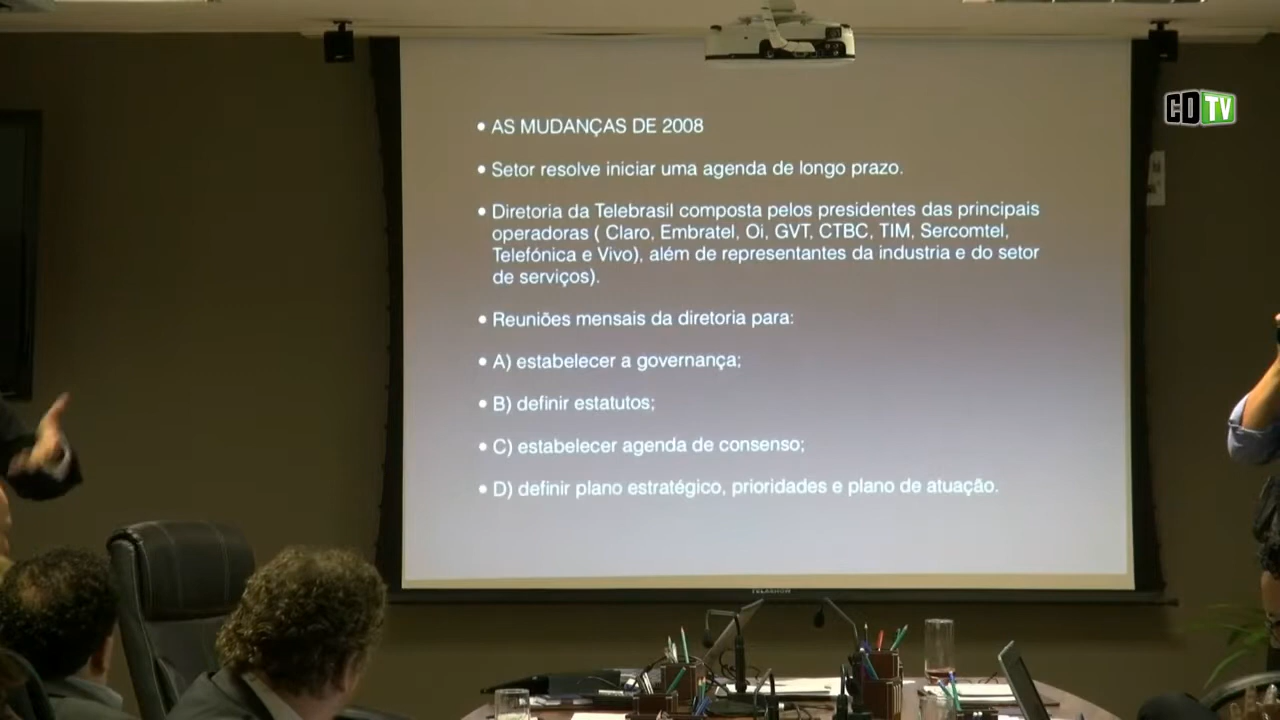 CDTV
• AS MUDANÇAS DE 2008
• Setor resolve iniciar uma agenda de longo prazo.
• Diretoria da Telebrasil composta pelos presidentes das principais
operadoras ( Claro, Embratel, Oi, GVT, CTBC, TIM, Sercomtel,
Telefónica e Vivo), além de representantes da industria e do setor
de serviços).
• Reuniões mensais da diretoria para:
• A) estabelecer a governança;
• B) definir estatutos;
• C) estabelecer agenda de consenso;
• D) definir plano estratégico, prioridades e plano de atuação.